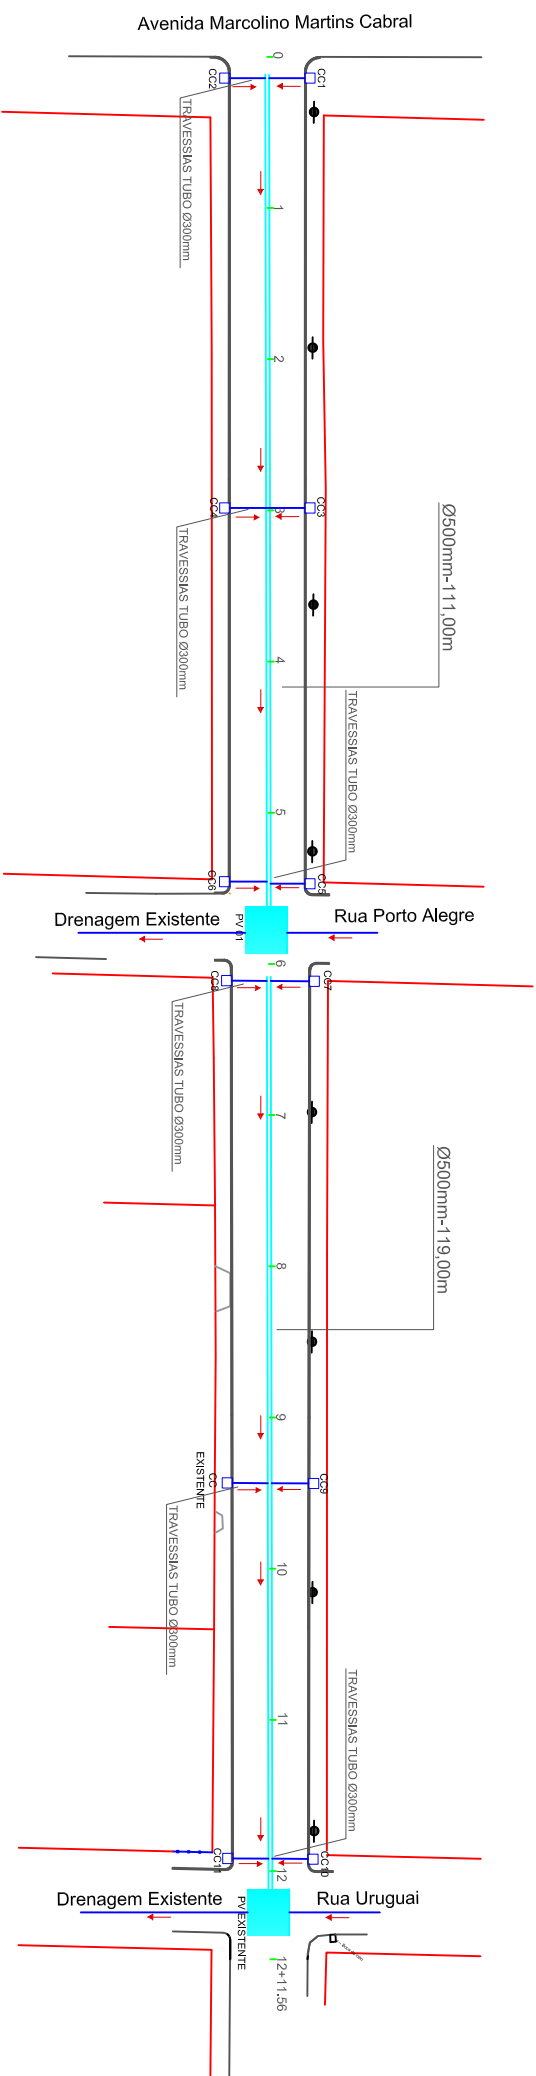 Avenida Marcolino Martins Cabral
0
CC2
CC1
TRAVESSIAS TUBO Ø300mm
1
2
CC4
3
CC3
TRAVESSIAS TUBO Ø300mm
Ø500mm-111,00m
4
TRAVESSIAS TUBO Ø300mm
5
CC6
CC5
Drenagem Existente
PV 01
Rua Porto Alegre
6
CC8
CC7
TRAVESSIAS TUBO Ø300mm
7
Ø500mm-119,00m
8
9
CC
EXISTENTE
CC9
TRAVESSIAS TUBO Ø300mm
10
TRAVESSIAS TUBO Ø300mm
11
CC11
CC10
12
Drenagem Existente
PV EXISTENTE
Rua Uruguai
12+11.56